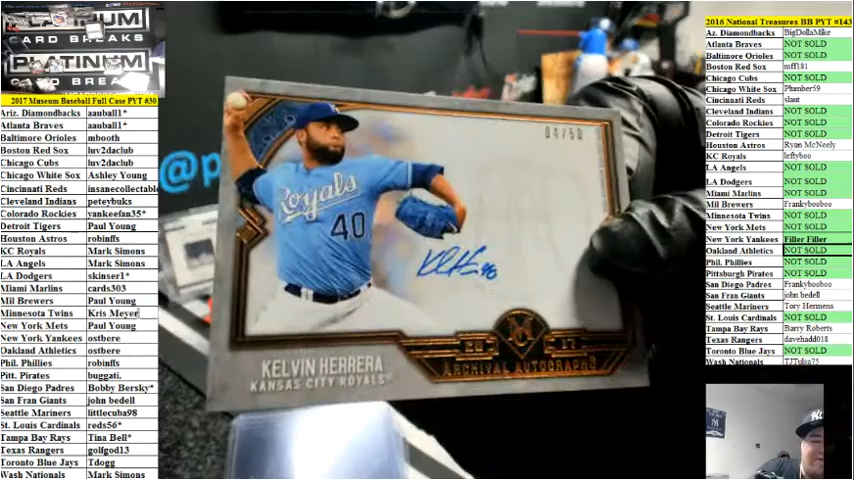 PLATINUM
CARD BREAKS
PLATINUM
CARD BREAKS
2017 Museum Baseball Full Case PYT #30
Ariz. Diamondbacks aauball1*
Atlanta Braves aauball1*
Baltimore Orioles mbooth
Boston Red Sox luv2daclub
Chicago Cubs luv2daclub
Chicago White Sox Ashley Young
Cincinnati Reds insanecollectable
Cleveland Indians peteybuks
Colorado Rockies yankeefan35*
Detroit Tigers Paul Young
Houston Astros robinffs
KC Royals Mark Simons
LA Angels Mark Simons
LA Dodgers skinser1*
Miami Marlins cards303
Mil Brewers Paul Young
Minnesota Twins Kris Meyer
New York Mets Paul Young
New York Yankees ostbere
Oakland Athletics ostbere
Phil. Phillies robinffs
Pitt. Pirates buggati.
San Diego Padres Bobby Bersky*
San Fran Giants john bedell
Seattle Mariners littlecuba98
St. Louis Cardinals reds56*
Tampa Bay Rays Tina Bell*
Texas Rangers golfgod13
Toronto Blue Jays Tdogg
Wash Nationals Mark Simons
@p
04/50
Royals
40
KELVIN HERRERA
KANSAS CITY ROYALS
M
20 17
ARCHIVAL AUTOGRAPHS
2016 National Treasures BB PYT #143
Az. Diamondbacks BigDollaMike
Atlanta Braves NOT SOLD
Baltimore Orioles NOT SOLD
Boston Red Sox mff181
Chicago Cubs NOT SOLD
Chicago White Sox Plumber59
Cincinnati Reds slant
Cleveland Indians NOT SOLD
Colorado Rockies NOT SOLD
Detroit Tigers NOT SOLD
Houston Astros Ryan McNeely
KC Royals leftyboo
LA Angels NOT SOLD
LA Dodgers NOT SOLD
Miami Marlins NOT SOLD
Mil Brewers Frankybooboo
Minnesota Twins NOT SOLD
New York Mets NOT SOLD
New York Yankees Filler Filler
Oakland Athletics NOT SOLD
Phil. Phillies NOT SOLD
Pittsburgh Pirates NOT SOLD
San Diego Padres Frankybooboo
San Fran Giants john bedell
Seattle Mariners Tory Hermens
St. Louis Cardinals NOT SOLD
Tampa Bay Rays Barry Roberts
Texas Rangers davehadd018
Toronto Blue Jays NOT SOLD
Wash Nationals TJTulsa75